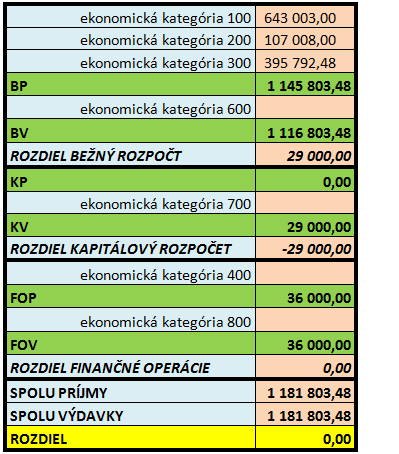 ekonomická kategória 100 643 003,00
ekonomická kategória 200 107 008,00
ekonomická kategória 300 395 792,48
BP 1 145 803,48
ekonomická kategória 600
BV 1 116 803,48
ROZDIEL BEŽNÝ ROZPOČT 29 000,00
KP 0,00
ekonomická kategória 700
KV 29 000,00
ROZDIEL KAPITÁLOVÝ ROZPOČET -29 000,00
ekonomická kategória 400
FOP 36 000,00
ekonomická kategória 800
FOV 36 000,00
ROZDIEL FINANČNÉ OPERÁCIE 0,00
SPOLU PRÍJMY 1 181 803,48
SPOLU VÝDAVKY 1 181 803,48
ROZDIEL 0,00